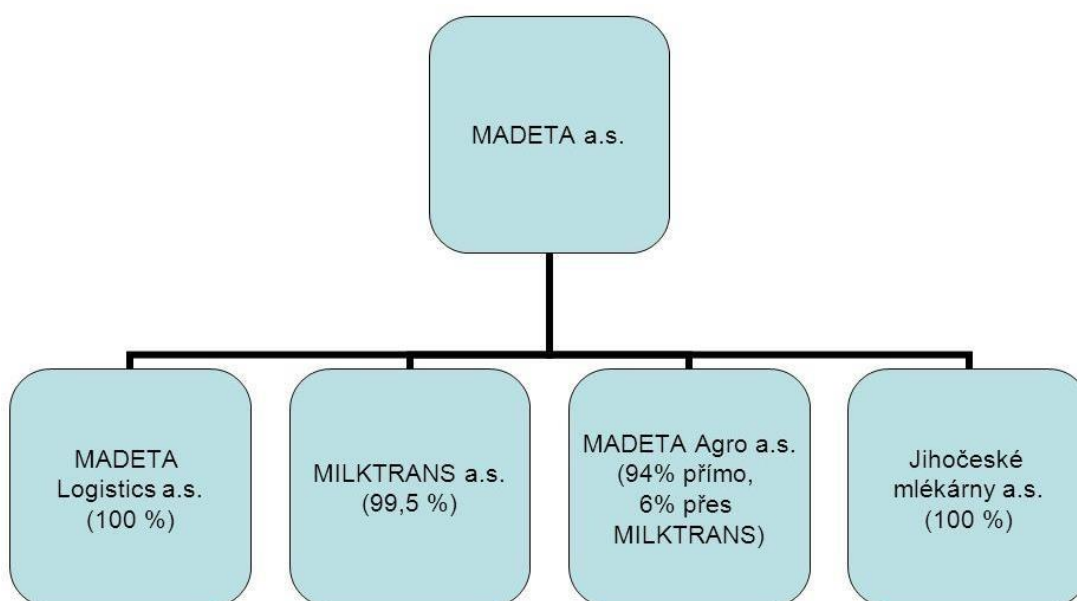 MADETA a.s.
MADETA
Logistics a.s.
(100 %)
MILKTRANS a.s.
(99,5 %)
MADETA Agro a.s.
(94% přímo,
6% přes
MILKTRANS)
Jihočeské
mlékárny a.s.
(100 %)